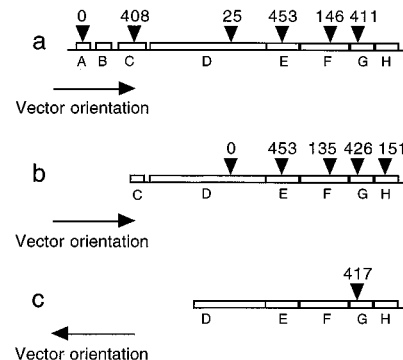 0 408 25 453 146 411
a
A B C D E F G H
Vector orientation
0 453 135 426 151
b
C D E F G H
Vector orientation
417
c
D E F G H
Vector orientation